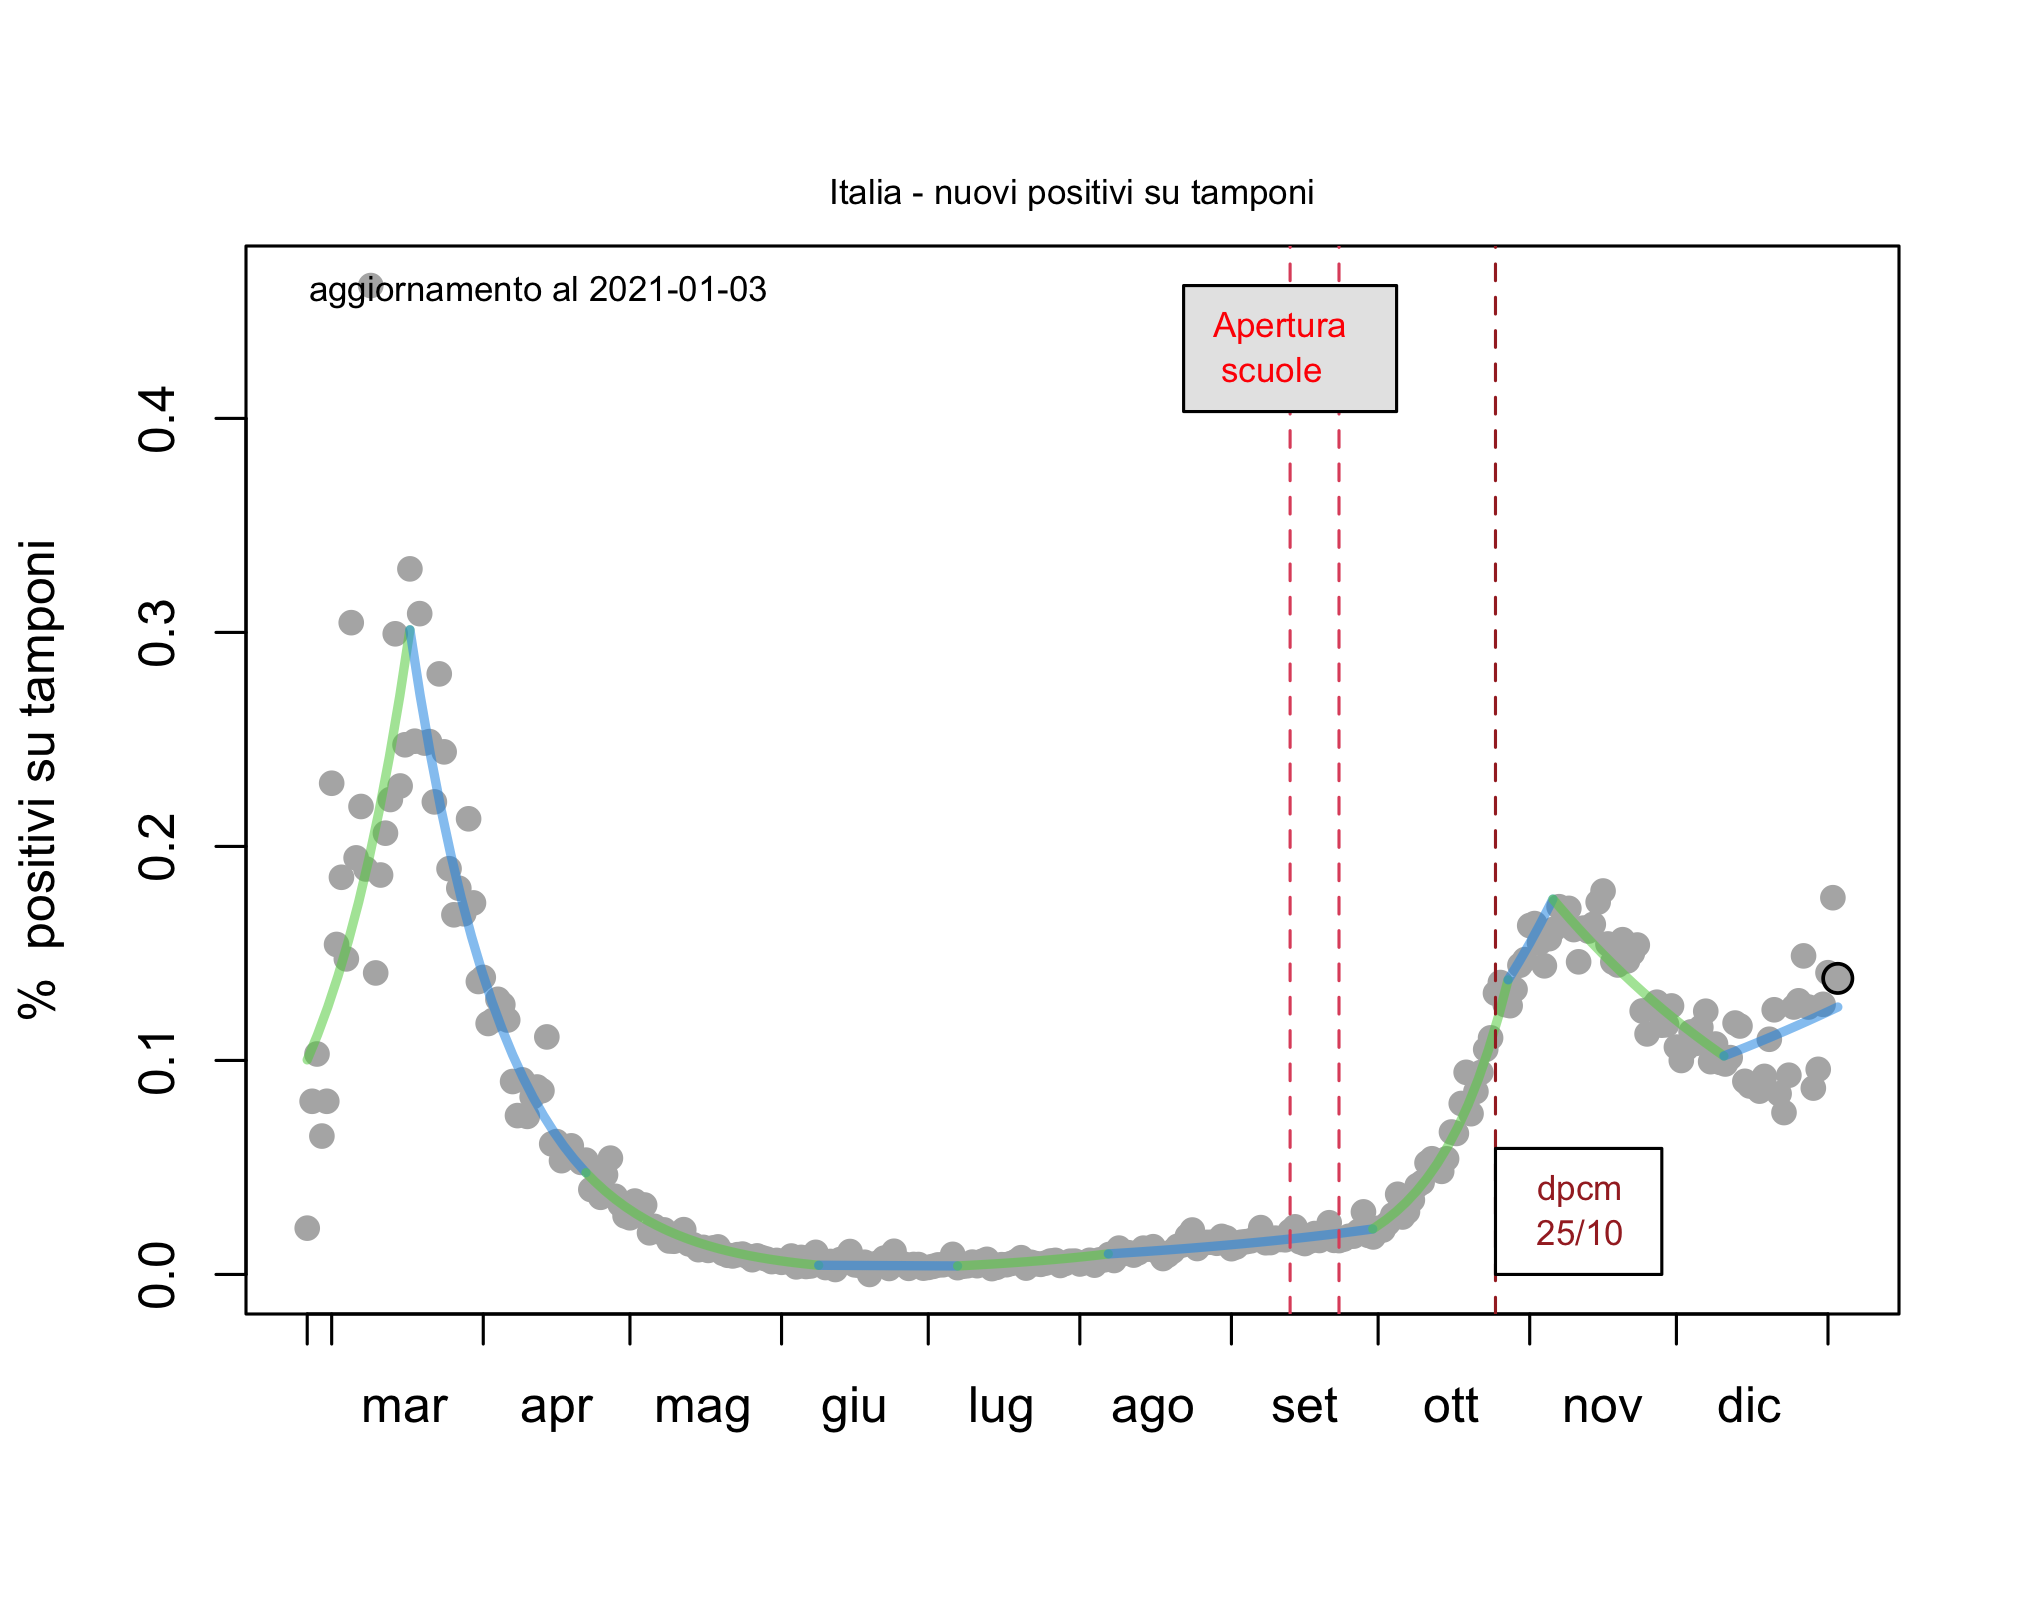 Italia - nuovi positivi su tamponi
aggiornamento al 2021-01-03
Apertura
scuole
% positivi su tamponi
0.4
0.3
0.2
0.1
0.0
dpcm
25/10
mar apr mag giu lug ago set ott nov dic